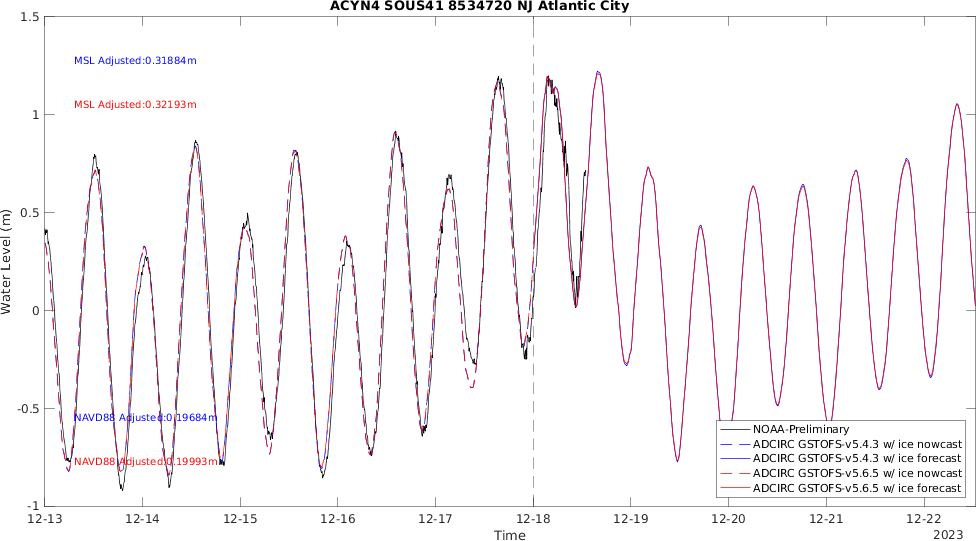 ACYN4 SOUS41 8534720 NJ Atlantic City
1.5
MSL Adjusted:0.31884m
MSL Adjusted:0.32193m
1
0.5
Water Level (m)
0
-0.5
NAVD88 Adjusted:0.19684m
NAVD88 Adjusted:0.19993m
-1
NOAA-Preliminary
ADCIRC GSTOFS-v5.4.3 w/ ice nowcast
ADCIRC GSTOFS-v5.4.3 w/ ice forecast
ADCIRC GSTOFS-v5.6.5 w/ ice nowcast
ADCIRC GSTOFS-v5.6.5 w/ ice forecast
12-13 12-14 12-15 12-16 12-17 12-18 12-19 12-20 12-21 12-22
Time
2023